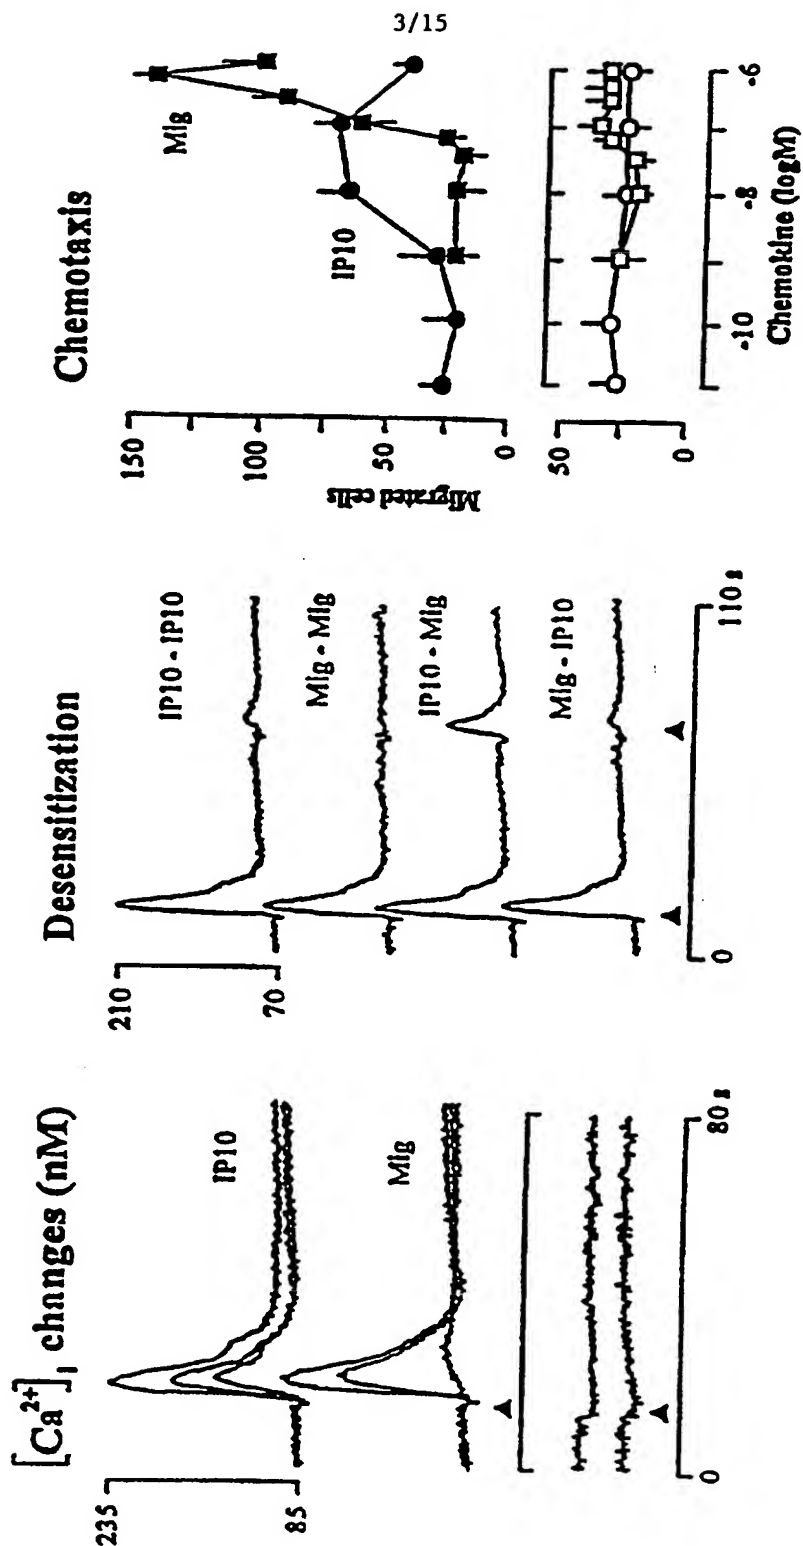 3/15
[Ca2+]i changes (nM)
235
85
IP10
Mig
0
80 s
Desensitization
210
70
IP10 - IP10
Mig - Mig
IP10 - Mig
Mig - IP10
0
110 s
Chemotaxis
Migrated cells
150
100
50
0
Mig
IP10
50
0
-10
-8
-6
Chemokine (logM)